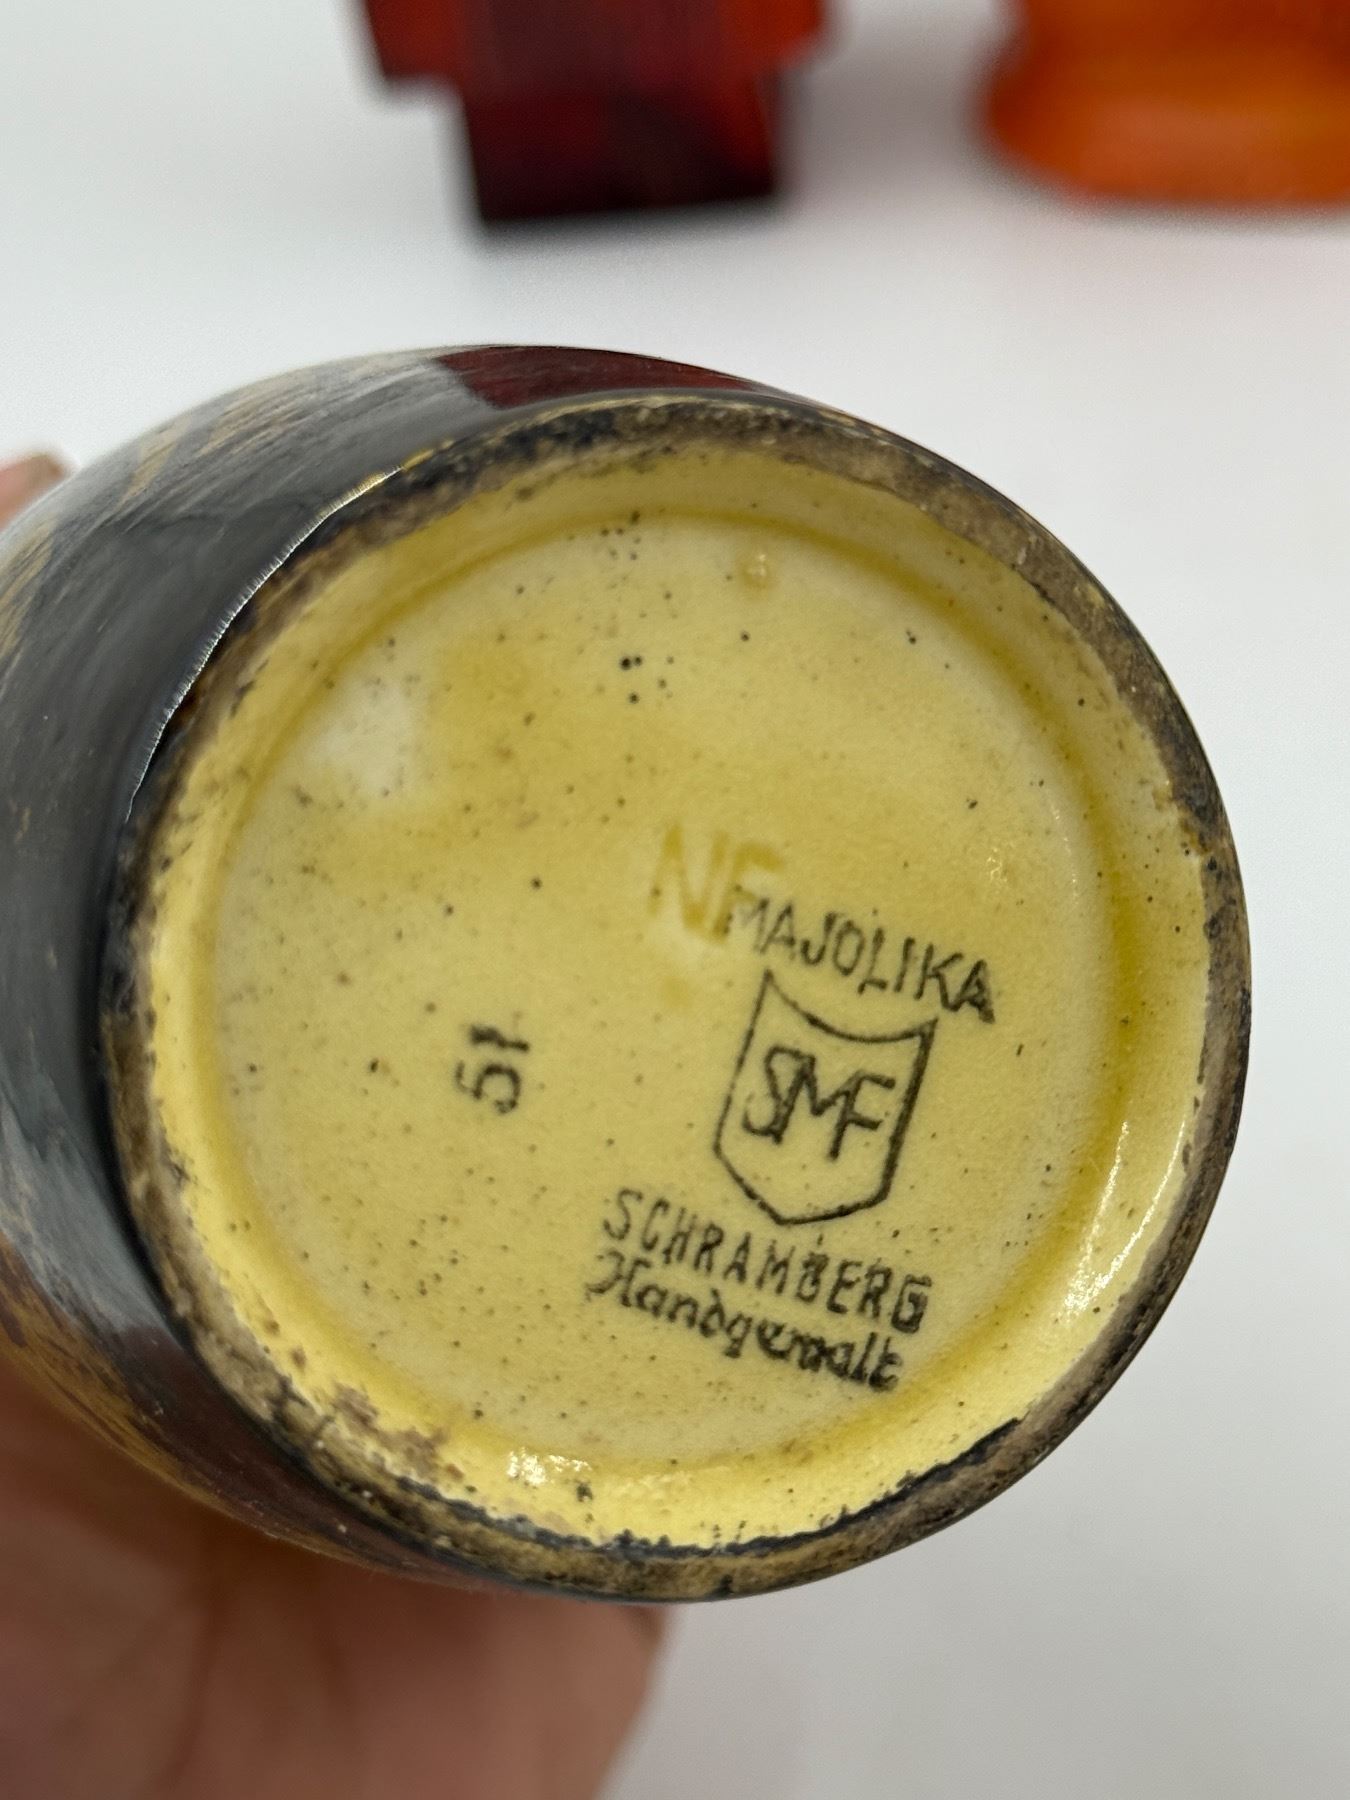 NF
MAJOLIKA
SMF
SCHRAMBERG
Handgemalt
51